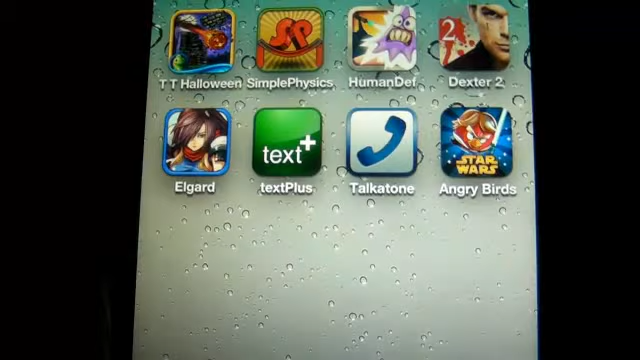 SP
2
T T Halloween SimplePhysics HumanDef Dexter 2
text+
STAR WARS
Elgard textPlus Talkatone Angry Birds